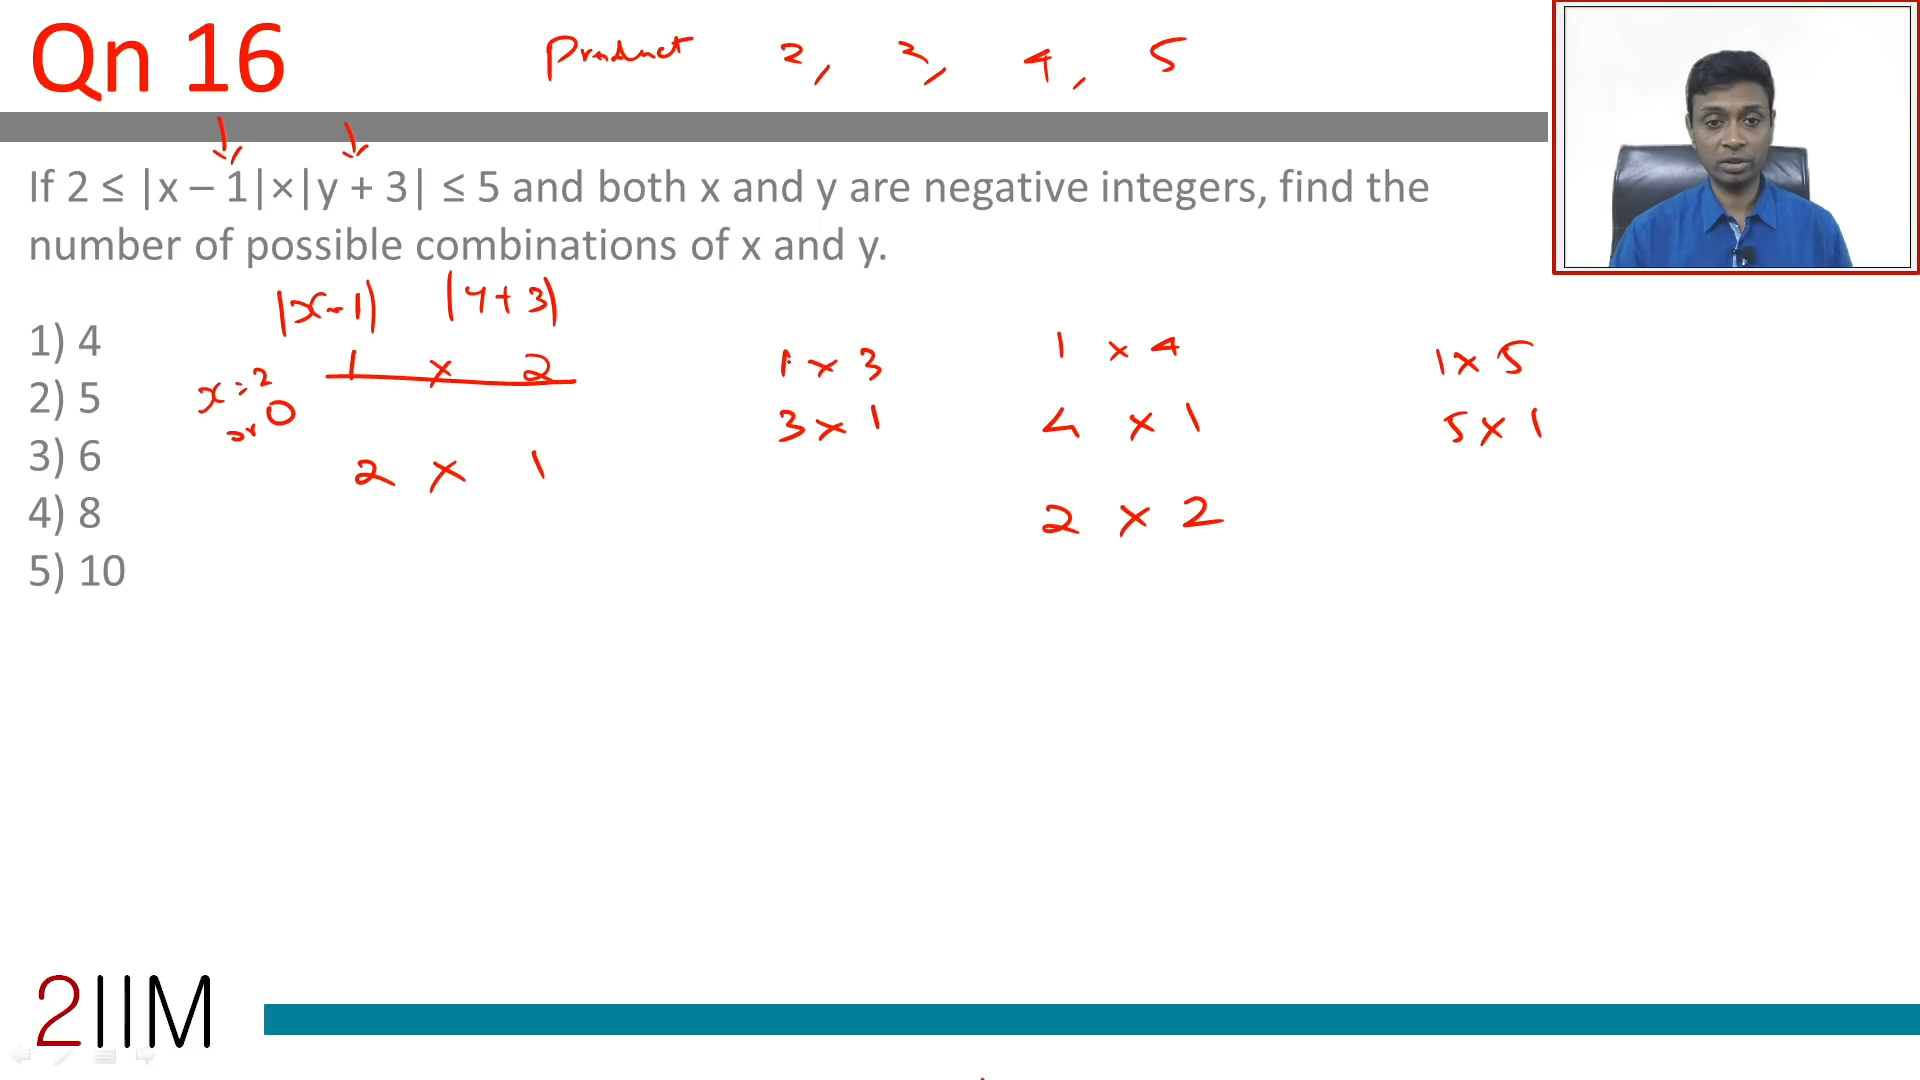 Qn 16
Product 2, 3, 4, 5
If 2 ≤ |x – 1|×|y + 3| ≤ 5 and both x and y are negative integers, find the
number of possible combinations of x and y.
|x-1| |y+3|
1) 4
2) 5
3) 6
4) 8
5) 10
1 x 2
x = 2
or 0
2 x 1
1 x 3
3 x 1
1 x 4
4 x 1
2 x 2
1 x 5
5 x 1
2IIM